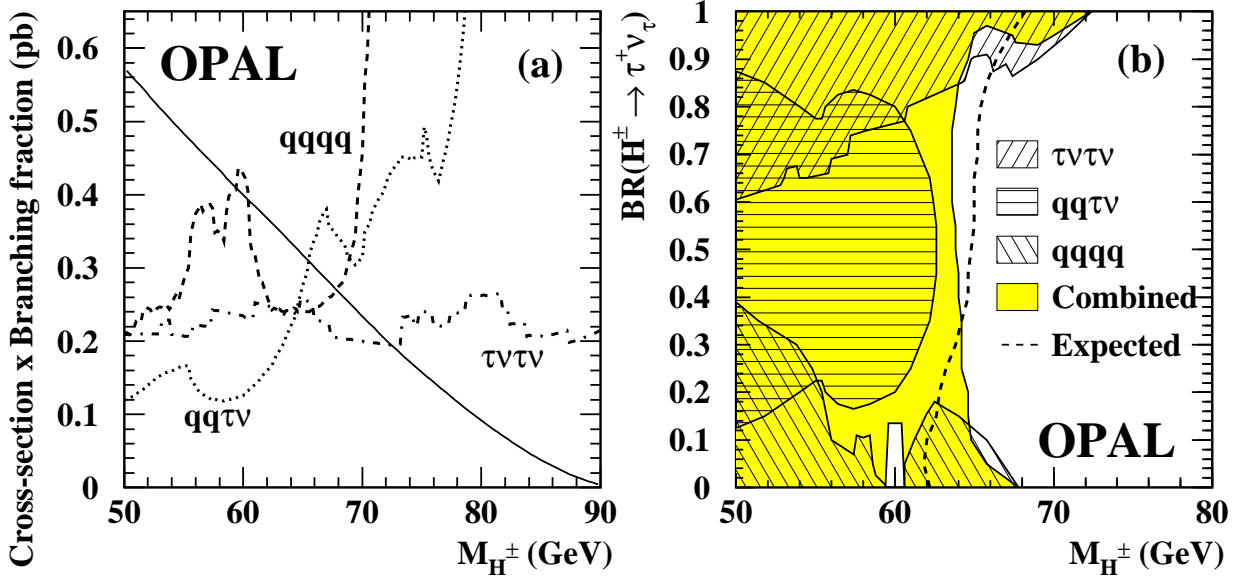 Cross-section x Branching fraction (pb)
0.6
0.5
0.4
0.3
0.2
0.1
0
OPAL
(a)
qqqq
τντν
qqτν
50 60 70 80 90
M_H^± (GeV)
BR(H^± → τ^+ ν_τ)
1
0.9
0.8
0.7
0.6
0.5
0.4
0.3
0.2
0.1
0
(b)
τντν
qqτν
qqqq
Combined
Expected
OPAL
50 60 70 80
M_H^± (GeV)